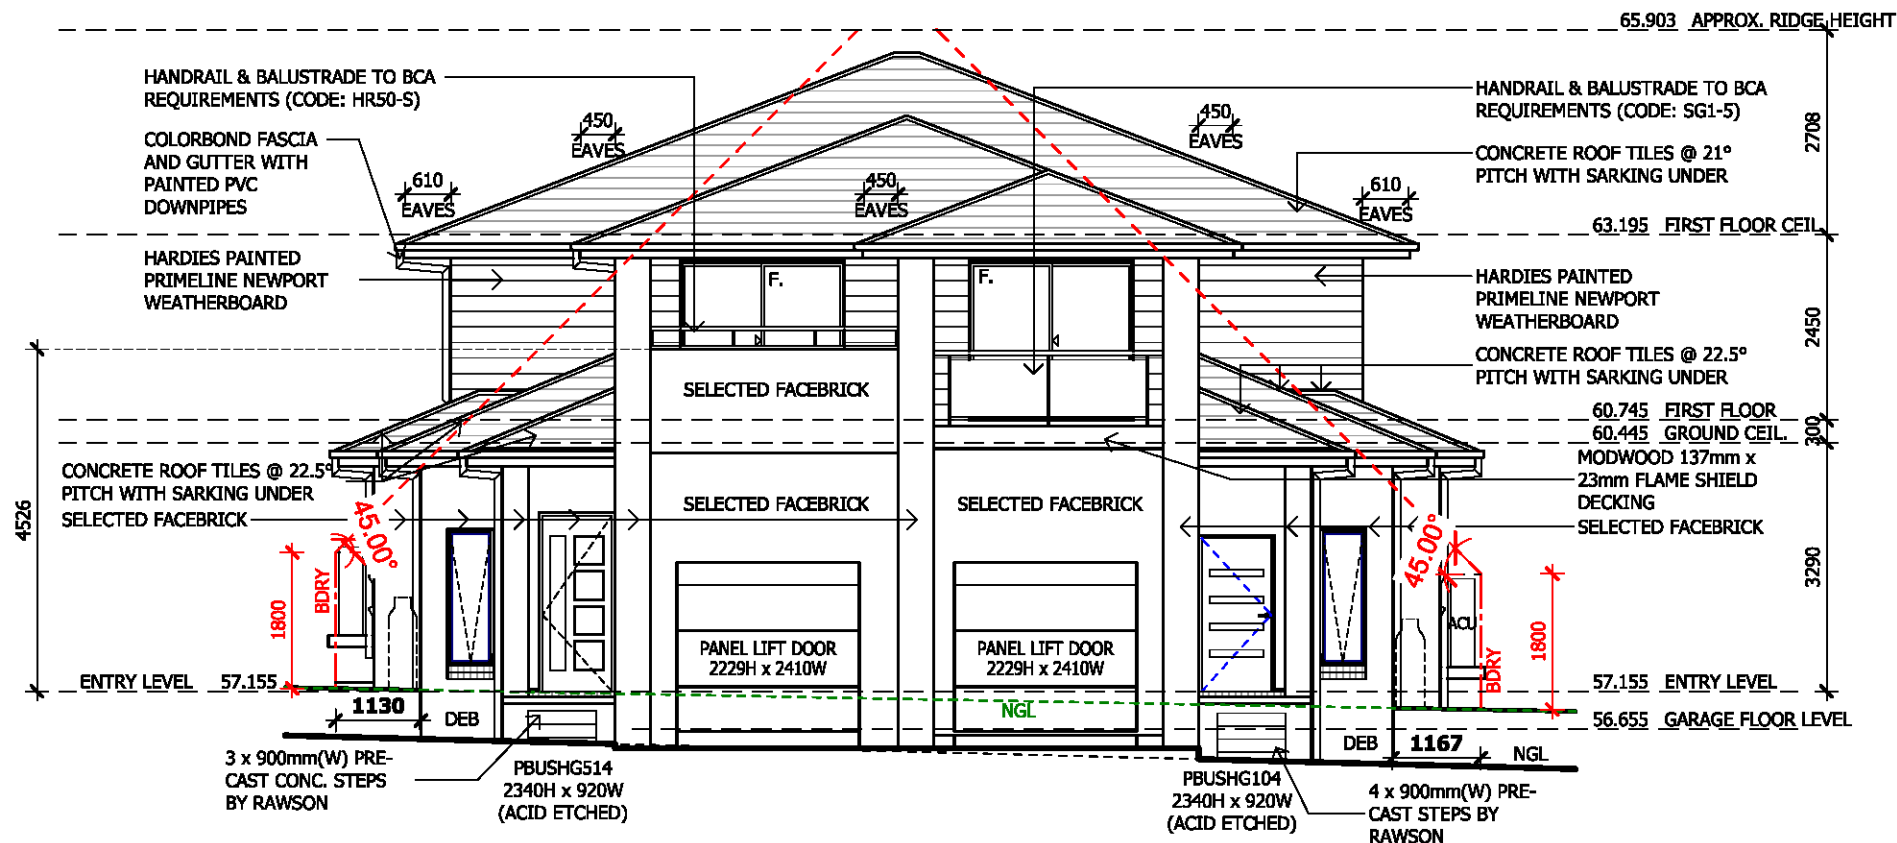 65.903 APPROX. RIDGE HEIGHT
HANDRAIL & BALUSTRADE TO BCA
REQUIREMENTS (CODE: HR50-S)
COLORBOND FASCIA
AND GUTTER WITH
PAINTED PVC
DOWNPIPES
450
EAVES
610
EAVES
450
EAVES
450
EAVES
610
EAVES
HANDRAIL & BALUSTRADE TO BCA
REQUIREMENTS (CODE: SG1-5)
CONCRETE ROOF TILES @ 21°
PITCH WITH SARKING UNDER
2708
63.195 FIRST FLOOR CEIL
HARDIES PAINTED
PRIMELINE NEWPORT
WEATHERBOARD
F.
F.
HARDIES PAINTED
PRIMELINE NEWPORT
WEATHERBOARD
2450
CONCRETE ROOF TILES @ 22.5°
PITCH WITH SARKING UNDER
SELECTED FACEBRICK
60.745 FIRST FLOOR
300
60.445 GROUND CEIL.
MODWOOD 137mm x
23mm FLAME SHIELD
DECKING
CONCRETE ROOF TILES @ 22.5°
PITCH WITH SARKING UNDER
SELECTED FACEBRICK
SELECTED FACEBRICK
SELECTED FACEBRICK
SELECTED FACEBRICK
4526
45.00°
45.00°
3290
1800
BDRY
ACU
BDRY
1800
PANEL LIFT DOOR
2229H x 2410W
PANEL LIFT DOOR
2229H x 2410W
ENTRY LEVEL 57.155
57.155 ENTRY LEVEL
1130
DEB
NGL
56.655 GARAGE FLOOR LEVEL
DEB
1167
NGL
3 x 900mm(W) PRE-
CAST CONC. STEPS
BY RAWSON
PBUSHG514
2340H x 920W
(ACID ETCHED)
PBUSHG104
2340H x 920W
(ACID ETCHED)
4 x 900mm(W) PRE-
CAST STEPS BY
RAWSON